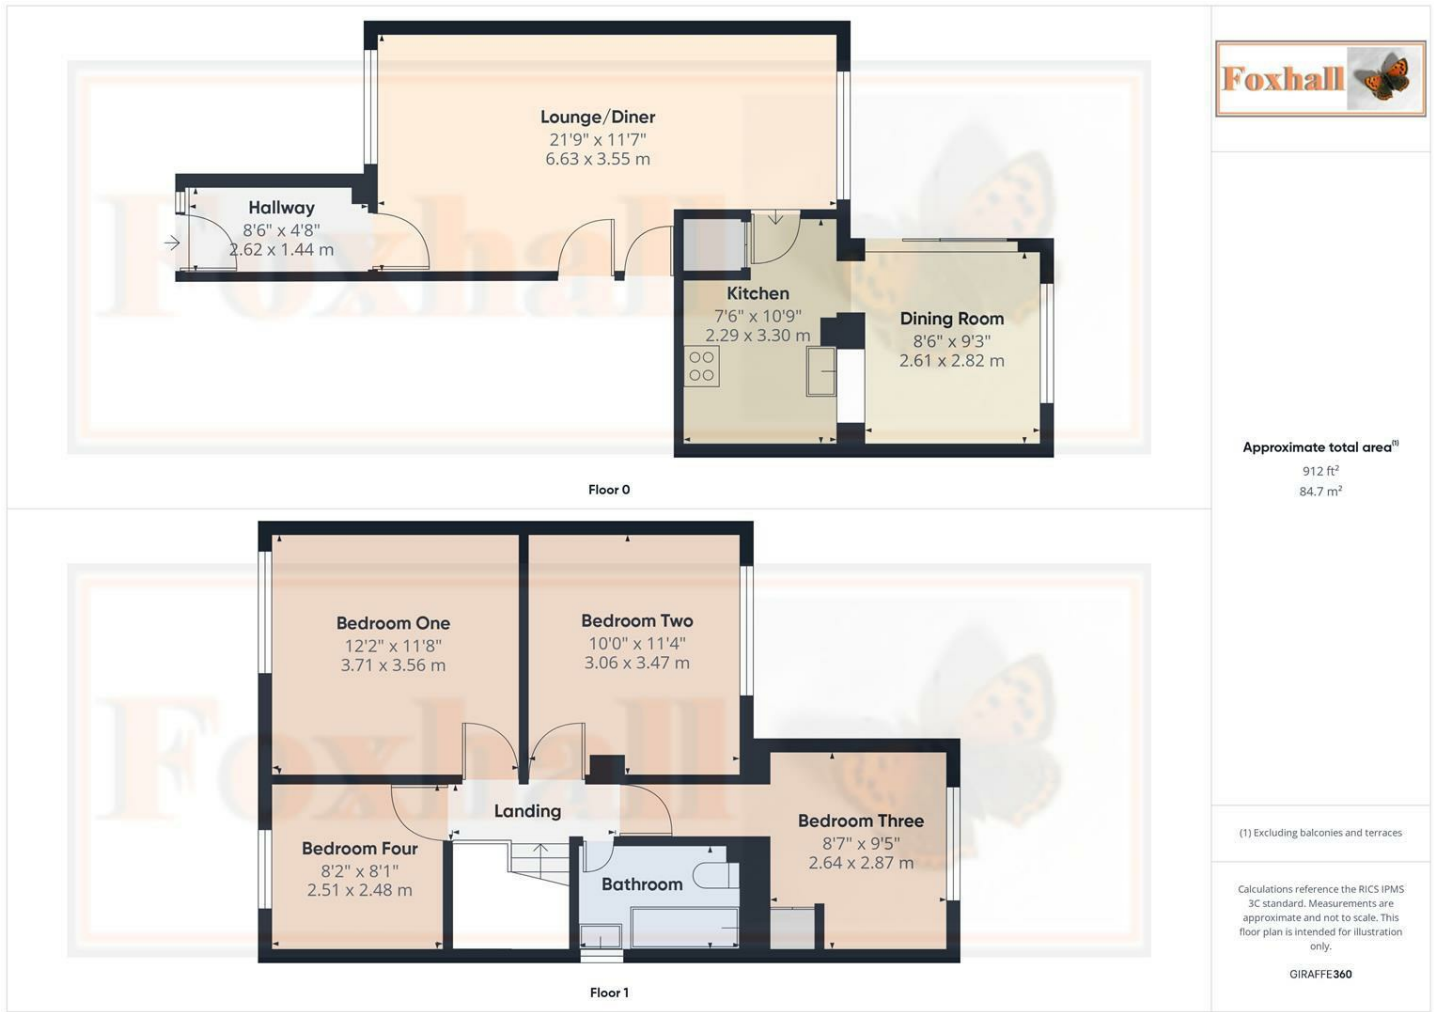 Foxhall
Lounge/Diner
21'9" x 11'7"
6.63 x 3.55 m
Hallway
8'6" x 4'8"
2.62 x 1.44 m
Kitchen
7'6" x 10'9"
2.29 x 3.30 m
Dining Room
8'6" x 9'3"
2.61 x 2.82 m
Foxhall
Floor 0
Bedroom One
12'2" x 11'8"
3.71 x 3.56 m
Bedroom Two
10'0" x 11'4"
3.06 x 3.47 m
Landing
Bedroom Three
8'7" x 9'5"
2.64 x 2.87 m
Bedroom Four
8'2" x 8'1"
2.51 x 2.48 m
Bathroom
Foxhall
Floor 1
Approximate total area(1)
912 ft²
84.7 m²
(1) Excluding balconies and terraces
Calculations reference the RICS IPMS
3C standard. Measurements are
approximate and not to scale. This
floor plan is intended for illustration
only.
GIRAFFE360